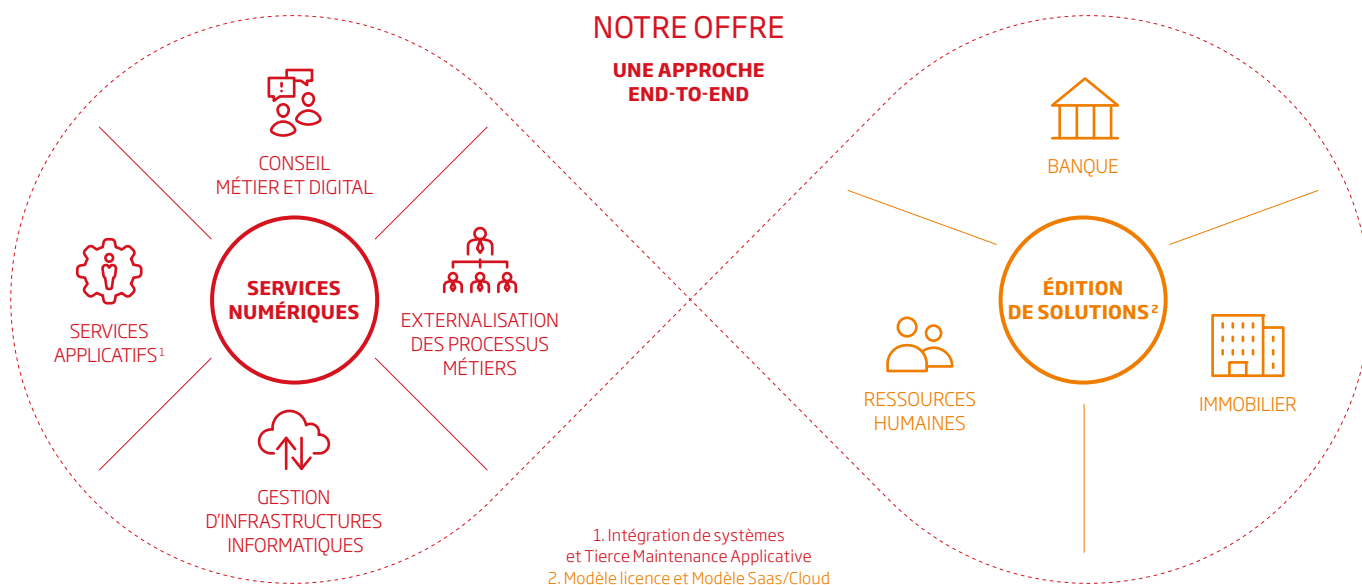 NOTRE OFFRE
UNE APPROCHE
END-TO-END
CONSEIL
MÉTIER ET DIGITAL
SERVICES
APPLICATIFS¹
SERVICES
NUMÉRIQUES
EXTERNALISATION
DES PROCESSUS
MÉTIERS
GESTION
D'INFRASTRUCTURES
INFORMATIQUES
BANQUE
ÉDITION
DE SOLUTIONS²
RESSOURCES
HUMAINES
IMMOBILIER
1. Intégration de systèmes
et Tierce Maintenance Applicative
2. Modèle licence et Modèle Saas/Cloud